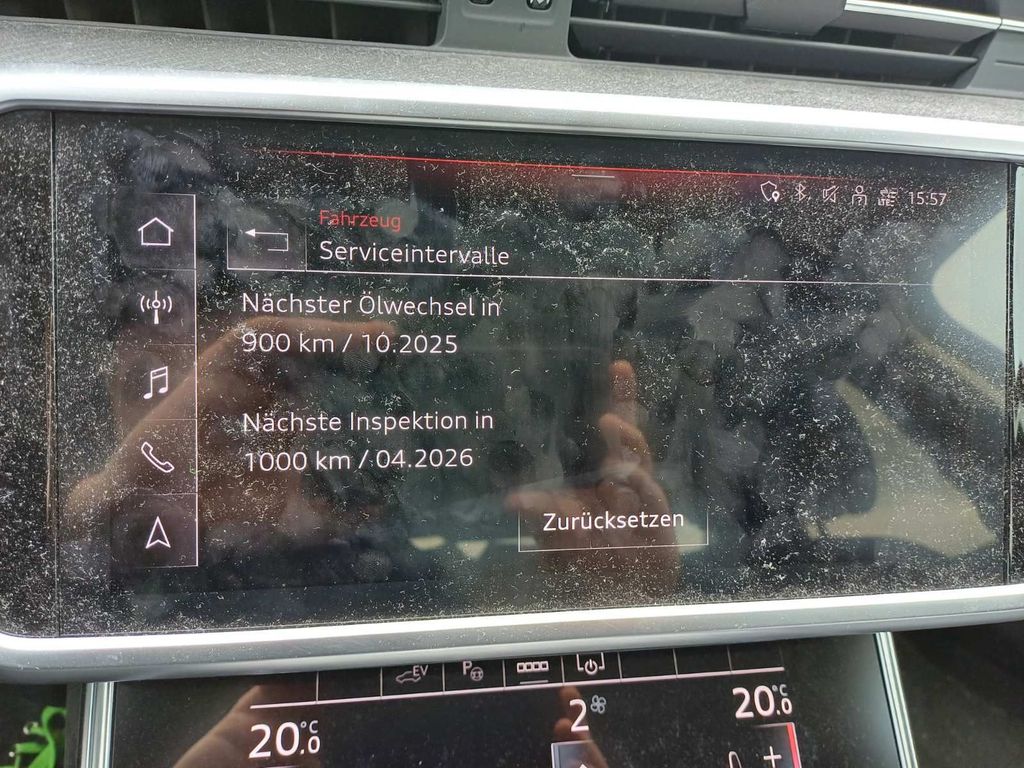 15:57
Fahrzeug
Serviceintervalle
Nächster Ölwechsel in
900 km / 10.2025
Nächste Inspektion in
1000 km / 04.2026
Zurücksetzen
EV
P
20.0 °C
2
20.0 °C
+